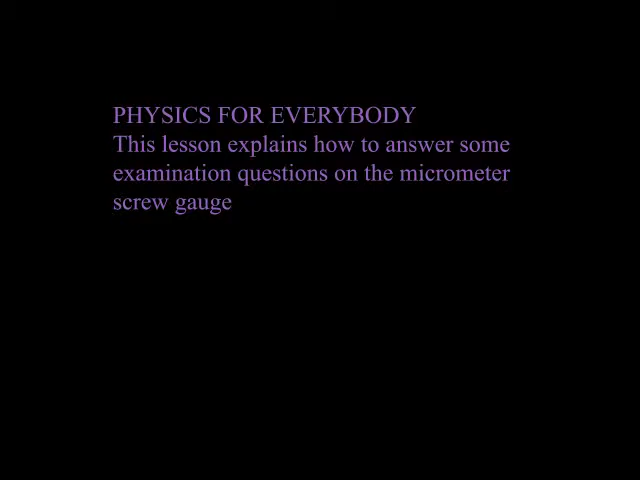 PHYSICS FOR EVERYBODY
This lesson explains how to answer some
examination questions on the micrometer
screw gauge